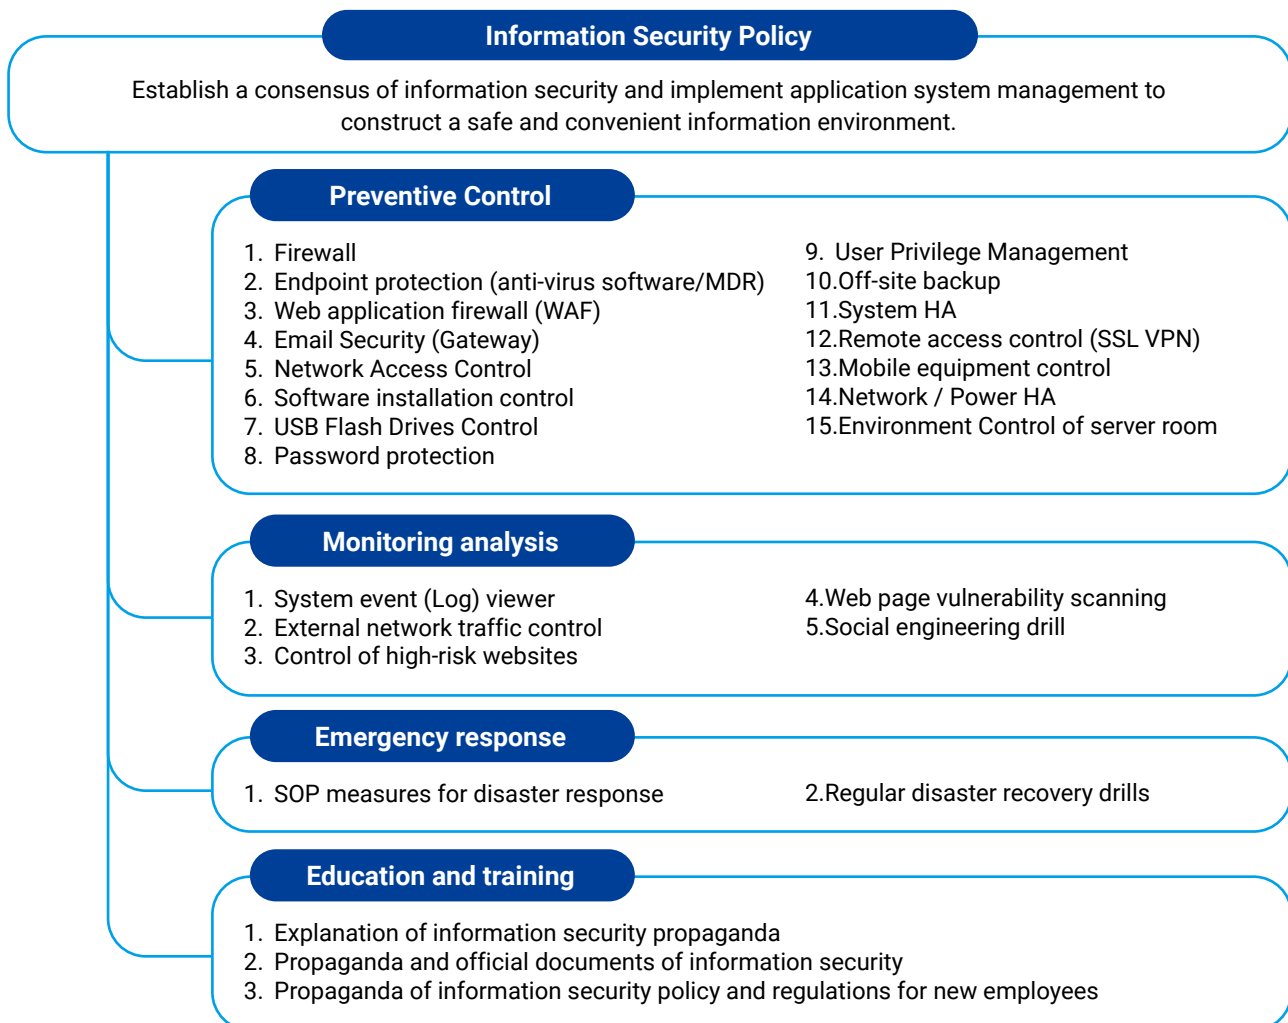 Information Security Policy
Establish a consensus of information security and implement application system management to
construct a safe and convenient information environment.
Preventive Control
1. Firewall
2. Endpoint protection (anti-virus software/MDR)
3. Web application firewall (WAF)
4. Email Security (Gateway)
5. Network Access Control
6. Software installation control
7. USB Flash Drives Control
8. Password protection
9. User Privilege Management
10.Off-site backup
11.System HA
12.Remote access control (SSL VPN)
13.Mobile equipment control
14.Network / Power HA
15.Environment Control of server room
Monitoring analysis
1. System event (Log) viewer
2. External network traffic control
3. Control of high-risk websites
4.Web page vulnerability scanning
5.Social engineering drill
Emergency response
1. SOP measures for disaster response
2.Regular disaster recovery drills
Education and training
1. Explanation of information security propaganda
2. Propaganda and official documents of information security
3. Propaganda of information security policy and regulations for new employees